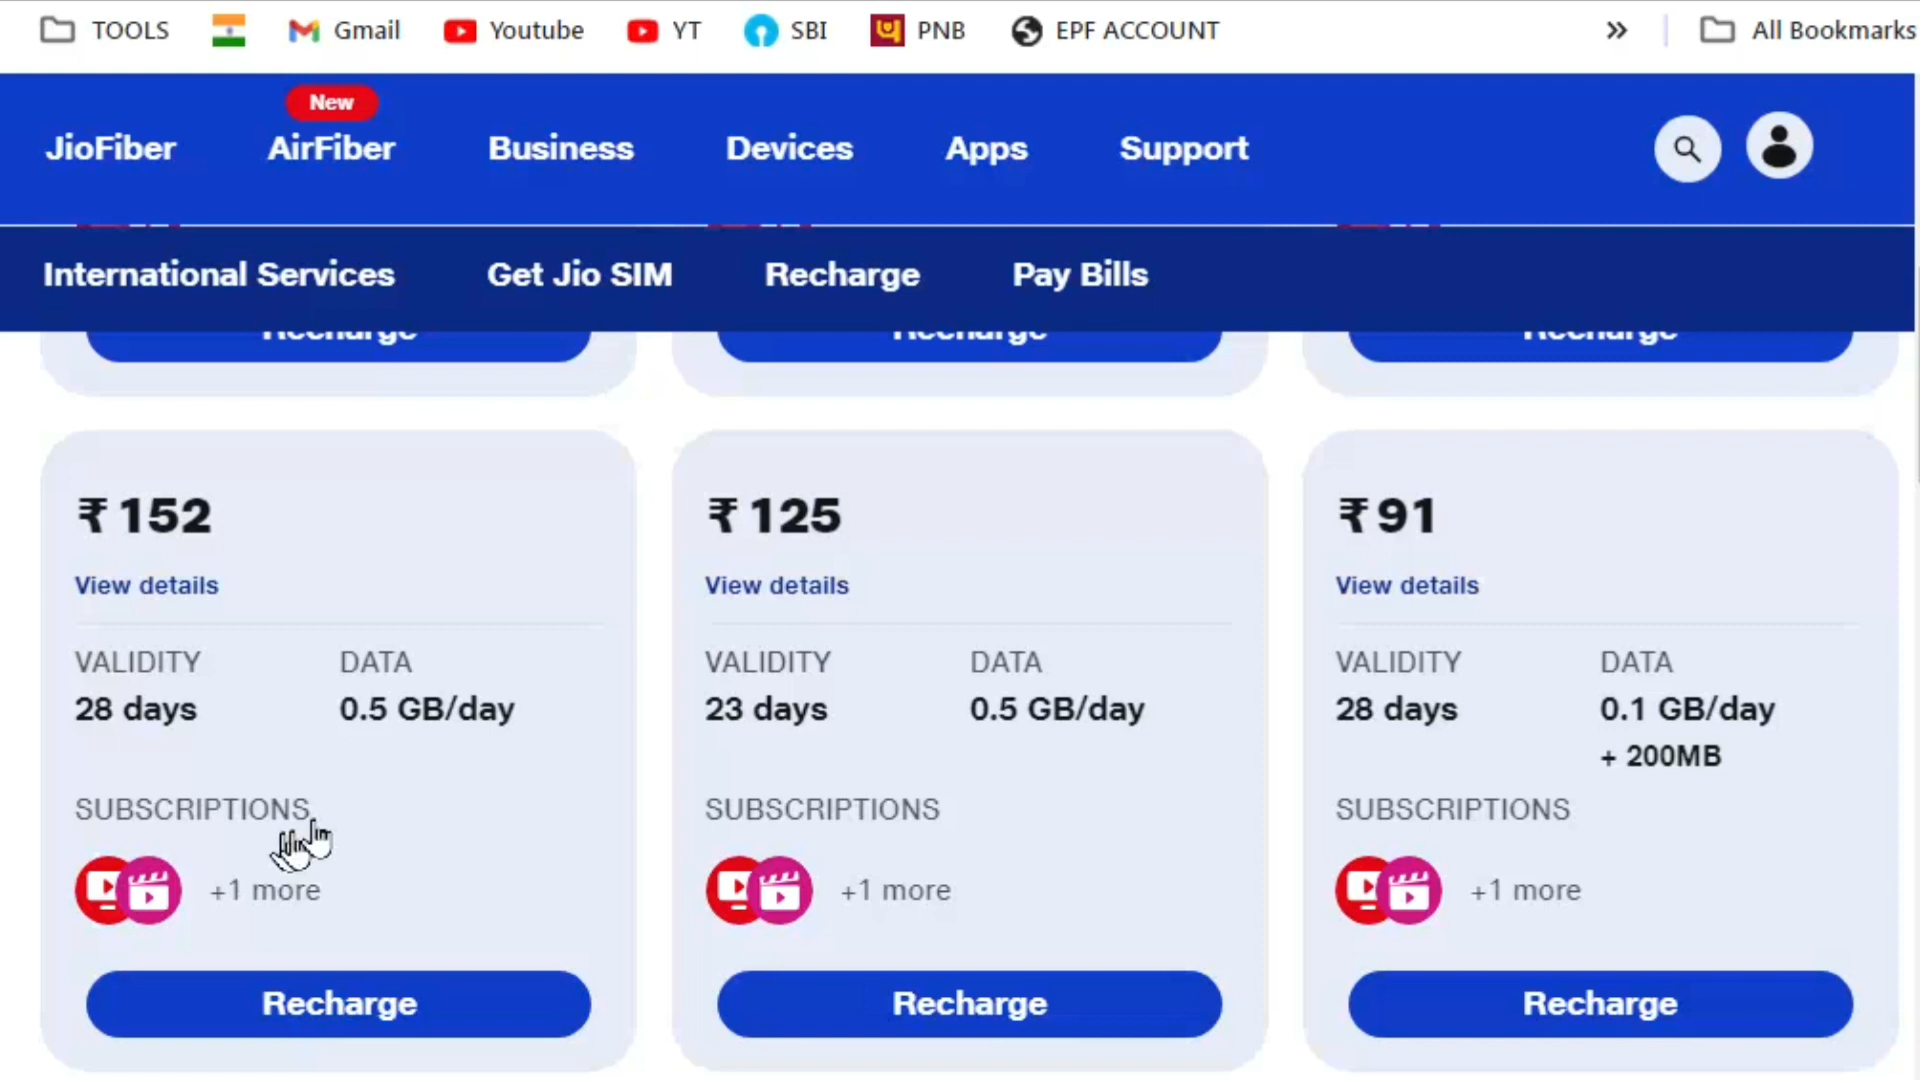 TOOLS Gmail Youtube YT SBI PNB EPF ACCOUNT » All Bookmarks
New
JioFiber AirFiber Business Devices Apps Support
International Services Get Jio SIM Recharge Pay Bills
Recharge Recharge Recharge
₹152 ₹125 ₹91
View details View details View details
VALIDITY DATA VALIDITY DATA VALIDITY DATA
28 days 0.5 GB/day 23 days 0.5 GB/day 28 days 0.1 GB/day
+ 200MB
SUBSCRIPTIONS SUBSCRIPTIONS SUBSCRIPTIONS
+1 more +1 more +1 more
Recharge Recharge Recharge